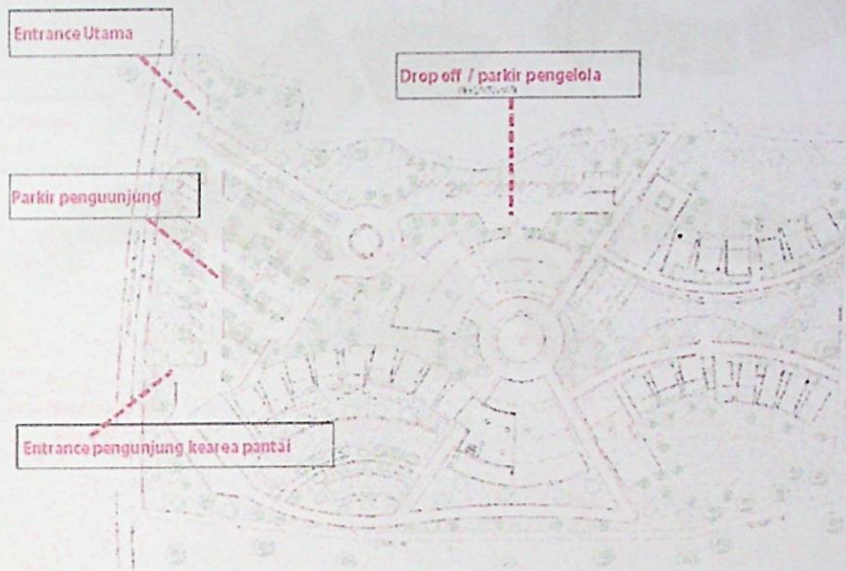 Entrance Utama
Drop off / parkir pengelola
Parkir penguunjung
Entrance pengunjung kearea pantai